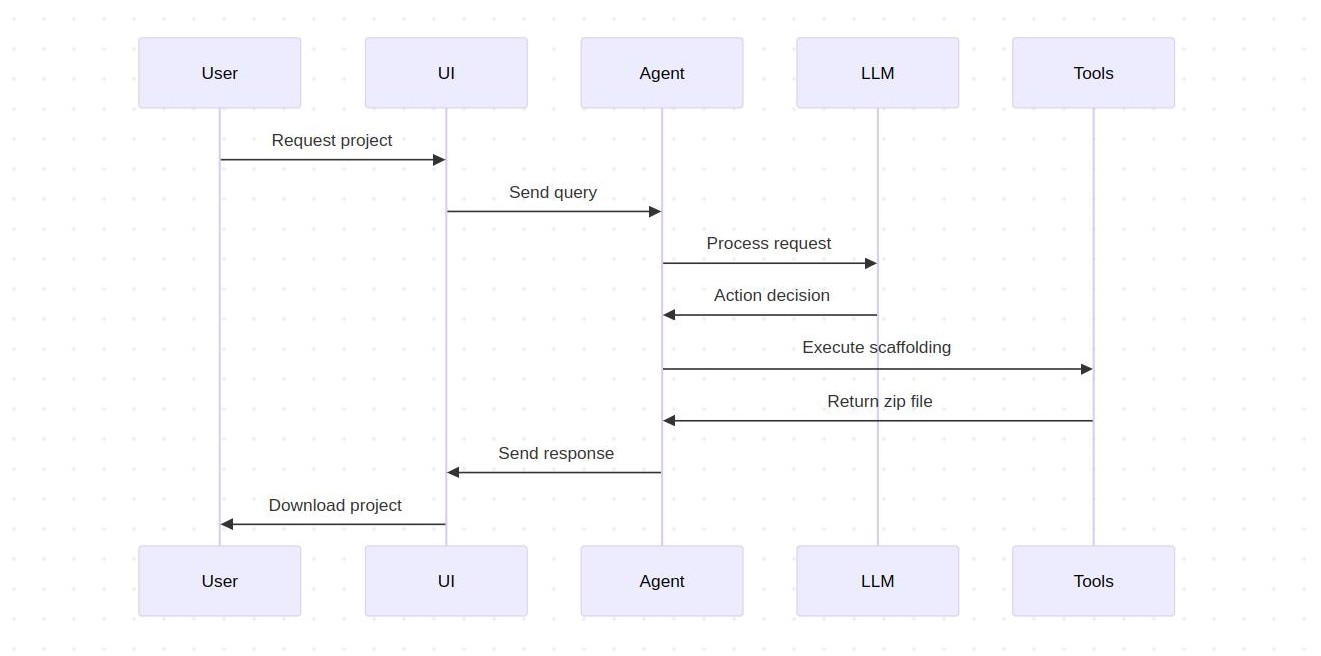 User
UI
Agent
LLM
Tools
Request project
Send query
Process request
Action decision
Execute scaffolding
Return zip file
Send response
Download project
User
UI
Agent
LLM
Tools